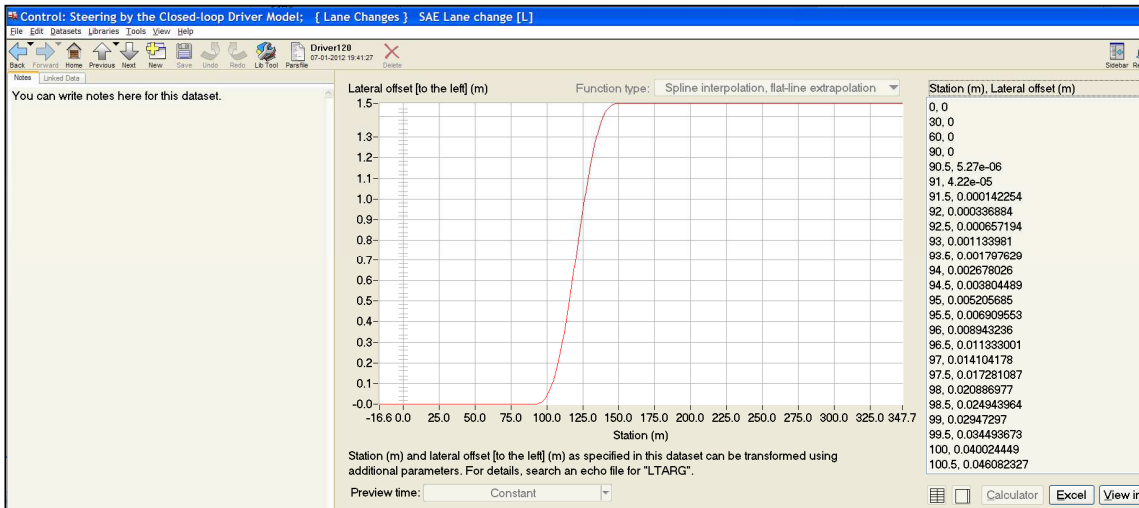 Control: Steering by the Closed-loop Driver Model; { Lane Changes } SAE Lane change [L]
File Edit Datasets Libraries Tools View Help
Back Forward Home Previous Next New Save Undo Redo Lib Tool Parsfile
Driver120
07-01-2012 19:41:27
Delete
Sidebar
Notes Linked Data
You can write notes here for this dataset.
Lateral offset [to the left] (m)
Function type: Spline interpolation, flat-line extrapolation
1.5
1.3
1.2
1.1
1.0
0.9
0.8
0.7
0.6
0.5
0.4
0.3
0.2
0.1
-0.0
-16.6 0.0 25.0 50.0 75.0 100.0 125.0 150.0 175.0 200.0 225.0 250.0 275.0 300.0 325.0 347.7
Station (m)
Station (m) and lateral offset [to the left] (m) as specified in this dataset can be transformed using
additional parameters. For details, search an echo file for "LTARG".
Preview time: Constant
Station (m), Lateral offset (m)
0, 0
30, 0
60, 0
90, 0
90.5, 5.27e-06
91, 4.22e-05
91.5, 0.000142254
92, 0.000336884
92.5, 0.000657194
93, 0.001133981
93.5, 0.001797629
94, 0.002678026
94.5, 0.003804489
95, 0.005205685
95.5, 0.006909553
96, 0.008943236
96.5, 0.011333001
97, 0.014104178
97.5, 0.017281087
98, 0.020886977
98.5, 0.024943964
99, 0.02947297
99.5, 0.034493673
100, 0.040024449
100.5, 0.046082327
Calculator Excel View in